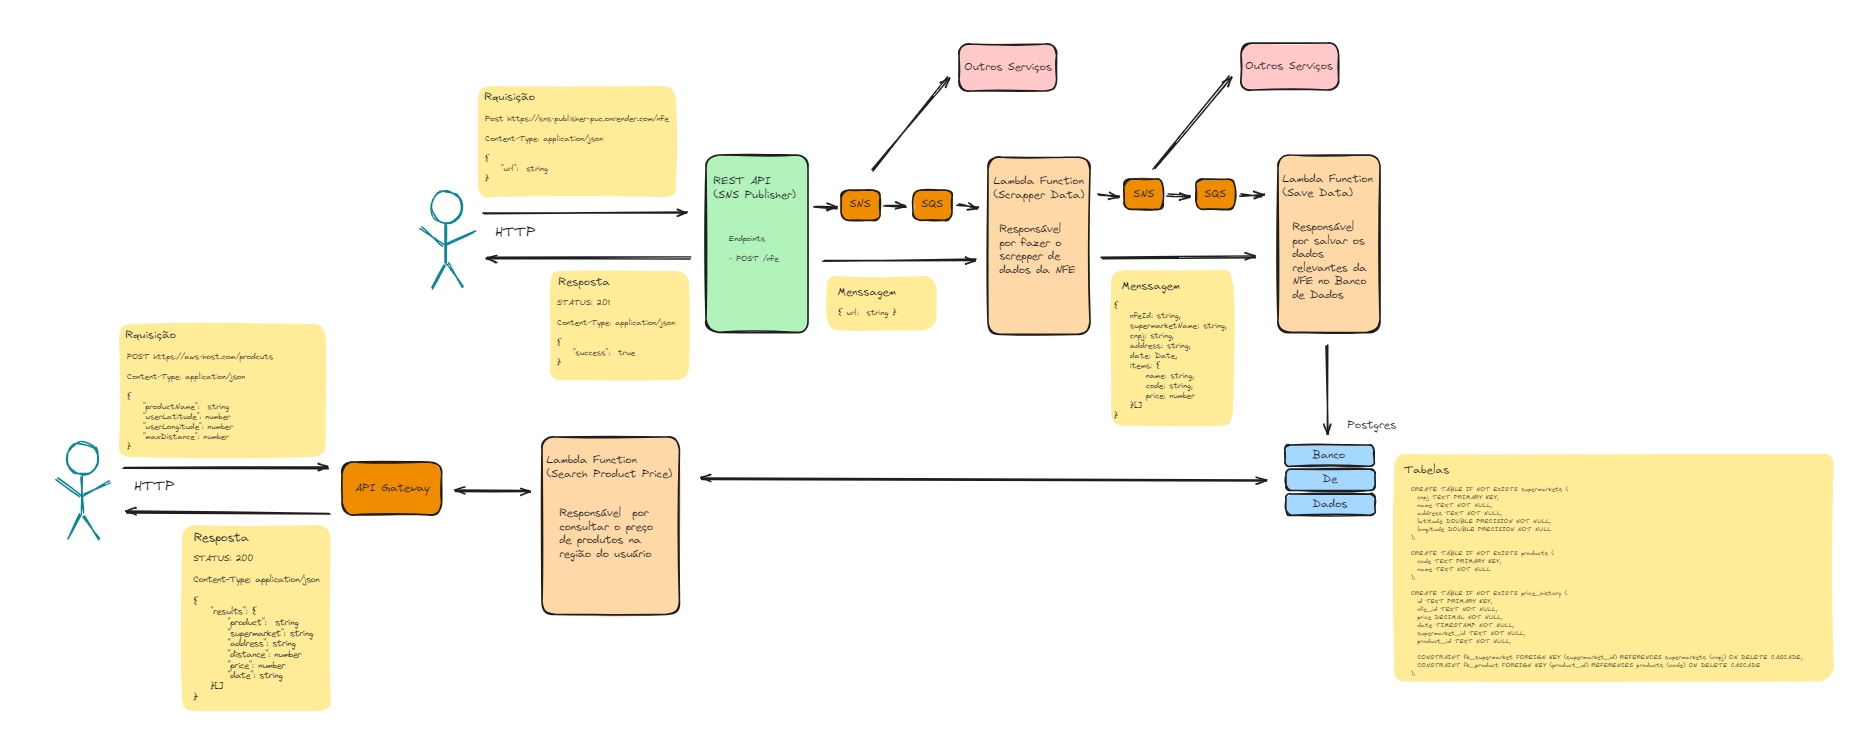 Outros Serviços
Outros Serviços
Rquisição
Post https://sns-publisher-puc.onrender.com/nfe
Content-Type: application/json
{
"url": string
}
HTTP
Resposta
STATUS: 201
Content-Type: application/json
{
"success": true
}
REST API
(SNS Publisher)
Endpoints
- POST /nfe
SNS
SQS
Menssagem
{ url: string }
Lambda Function
(Scrapper Data)
Responsável
por fazer o
screpper de
dados da NFE
SNS
SQS
Menssagem
{
nfeId: string,
supermarketName: string,
cnpj: string,
address: string,
date: Date,
items: {
name: string,
code: string,
price: number
}[]
}
Lambda Function
(Save Data)
Responsável
por salvar os
dados
relevantes da
NFE no Banco
de Dados
Postgres
Banco
De
Dados
Rquisição
POST https://aws-host.com/prodcuts
Content-Type: application/json
{
"productName": string
"userLatitude": number
"userLongitude": number
"maxDistance": number
}
HTTP
Resposta
STATUS: 200
Content-Type: application/json
{
"results": {
"product": string
"supermarket": string
"address": string
"distance": number
"price": number
"date": string
}[]
}
API Gateway
Lambda Function
(Search Product Price)
Responsável por
consultar o preço
de produtos na
região do usuário
Tabelas
CREATE TABLE IF NOT EXISTS supermarkets (
cnpj TEXT PRIMARY KEY,
name TEXT NOT NULL,
address TEXT NOT NULL,
latitude DOUBLE PRECISION NOT NULL,
longitude DOUBLE PRECISION NOT NULL
);
CREATE TABLE IF NOT EXISTS products (
code TEXT PRIMARY KEY,
name TEXT NOT NULL
);
CREATE TABLE IF NOT EXISTS price_history (
id TEXT PRIMARY KEY,
nfe_id TEXT NOT NULL,
price DECIMAL NOT NULL,
date TIMESTAMP NOT NULL,
supermarket_id TEXT NOT NULL,
product_id TEXT NOT NULL,
CONSTRAINT fk_supermarket FOREIGN KEY (supermarket_id) REFERENCES supermarkets (cnpj) ON DELETE CASCADE,
CONSTRAINT fk_product FOREIGN KEY (product_id) REFERENCES products (code) ON DELETE CASCADE
);